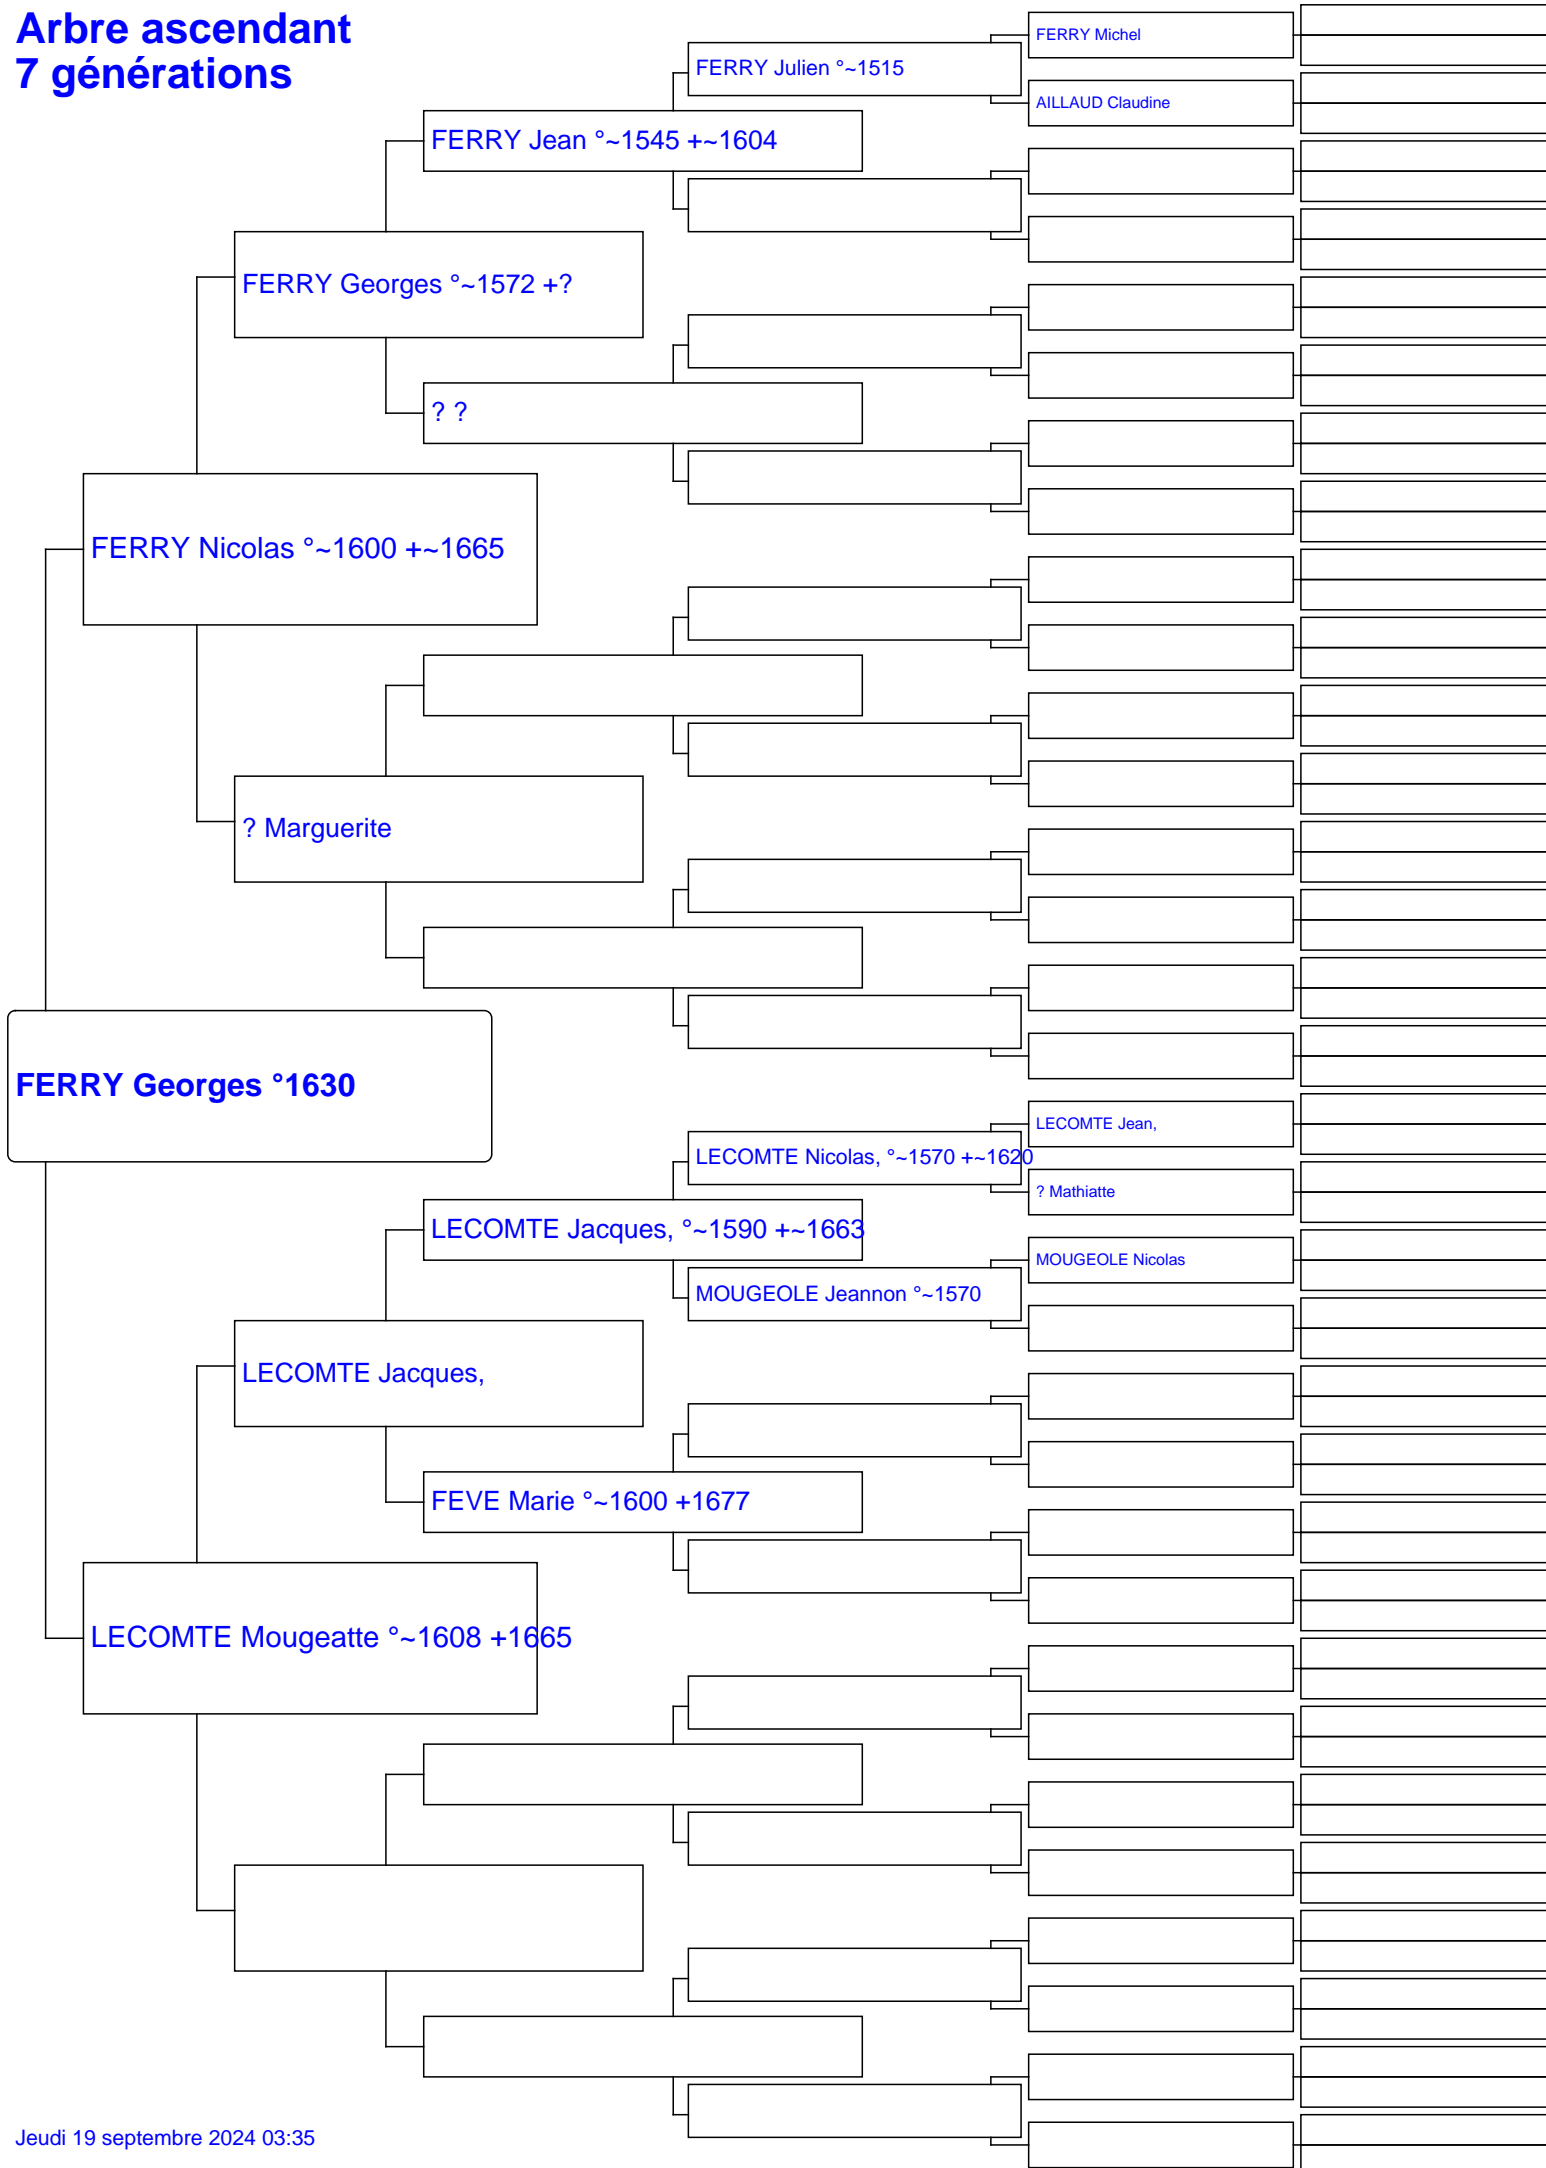 Arbre ascendant
7 générations
FERRY Michel
FERRY Julien °~1515
AILLAUD Claudine
FERRY Jean °~1545 +~1604
FERRY Georges °~1572 +?
? ?
FERRY Nicolas °~1600 +~1665
? Marguerite
FERRY Georges °1630
LECOMTE Jean,
LECOMTE Nicolas, °~1570 +~1620
? Mathiatte
LECOMTE Jacques, °~1590 +~1663
MOUGEOLE Nicolas
MOUGEOLE Jeannon °~1570
LECOMTE Jacques,
FEVE Marie °~1600 +1677
LECOMTE Mougeatte °~1608 +1665
Jeudi 19 septembre 2024 03:35